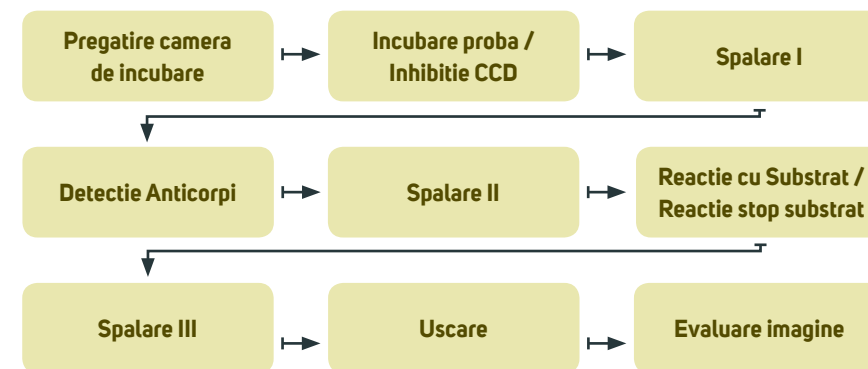 Pregatire camera
de incubare
Incubare proba /
Inhibitie CCD
Spalare I
Detectie Anticorpi
Spalare II
Reactie cu Substrat /
Reactie stop substrat
Spalare III
Uscare
Evaluare imagine